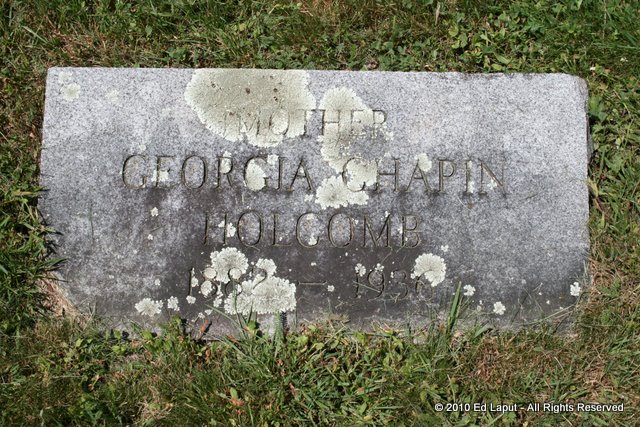 MOTHER
GEORGIA CHAPIN
HOLCOMB
© 2010 Ed Laput - All Rights Reserved